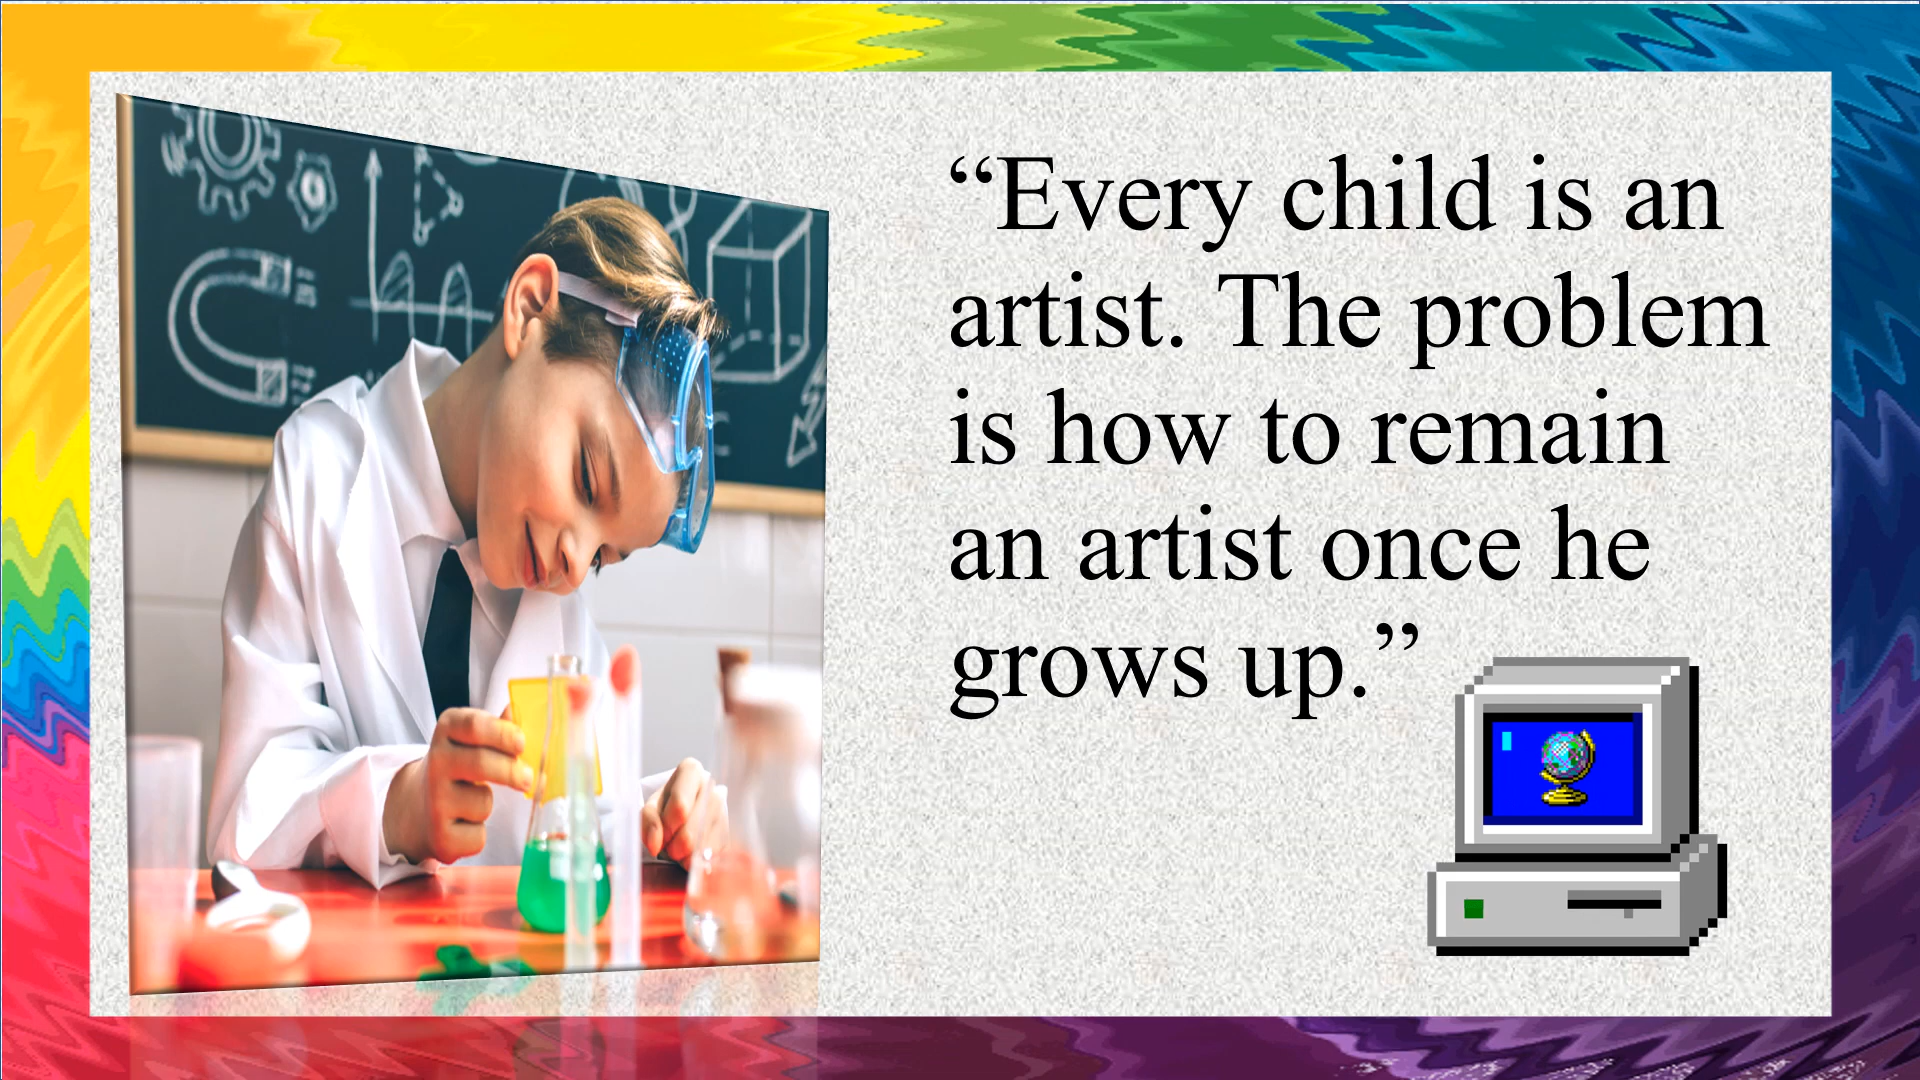 “Every child is an
artist. The problem
is how to remain
an artist once he
grows up.”